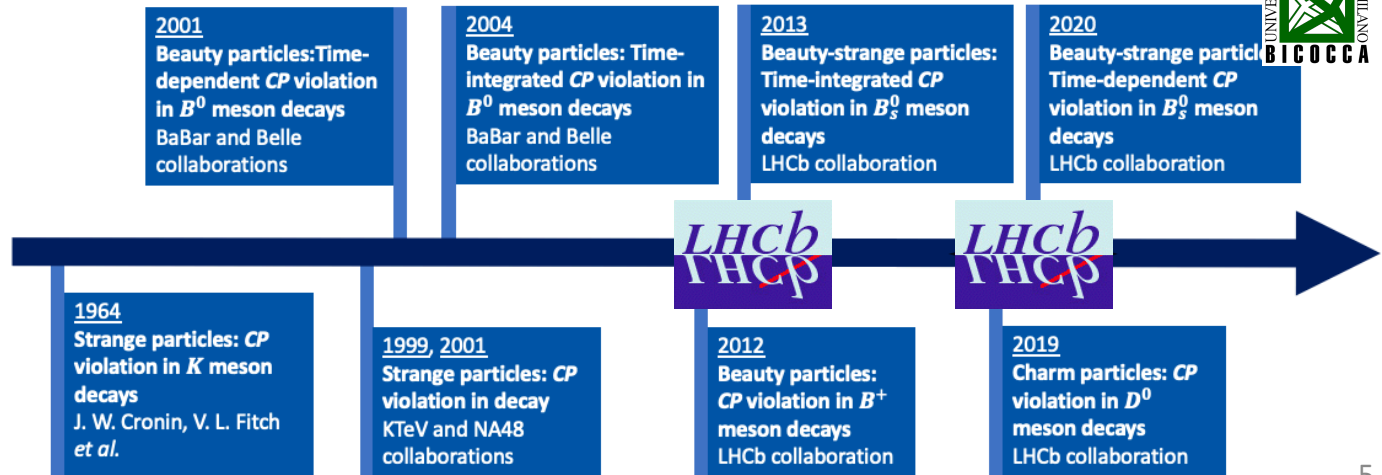 2001
Beauty particles:Time-
dependent CP violation
in B⁰ meson decays
BaBar and Belle
collaborations
2004
Beauty particles: Time-
integrated CP violation in
B⁰ meson decays
BaBar and Belle
collaborations
2013
Beauty-strange particles:
Time-integrated CP
violation in B⁰ₛ meson
decays
LHCb collaboration
2020
Beauty-strange particl
Time-dependent CP
violation in B⁰ₛ meson
decays
LHCb collaboration
UNIVE
MILANO
BICOCCA
LHCb
LHCb
LHCb
LHCb
1964
Strange particles: CP
violation in K meson
decays
J. W. Cronin, V. L. Fitch
et al.
1999, 2001
Strange particles: CP
violation in decay
KTeV and NA48
collaborations
2012
Beauty particles:
CP violation in B⁺
meson decays
LHCb collaboration
2019
Charm particles: CP
violation in D⁰
meson decays
LHCb collaboration
5